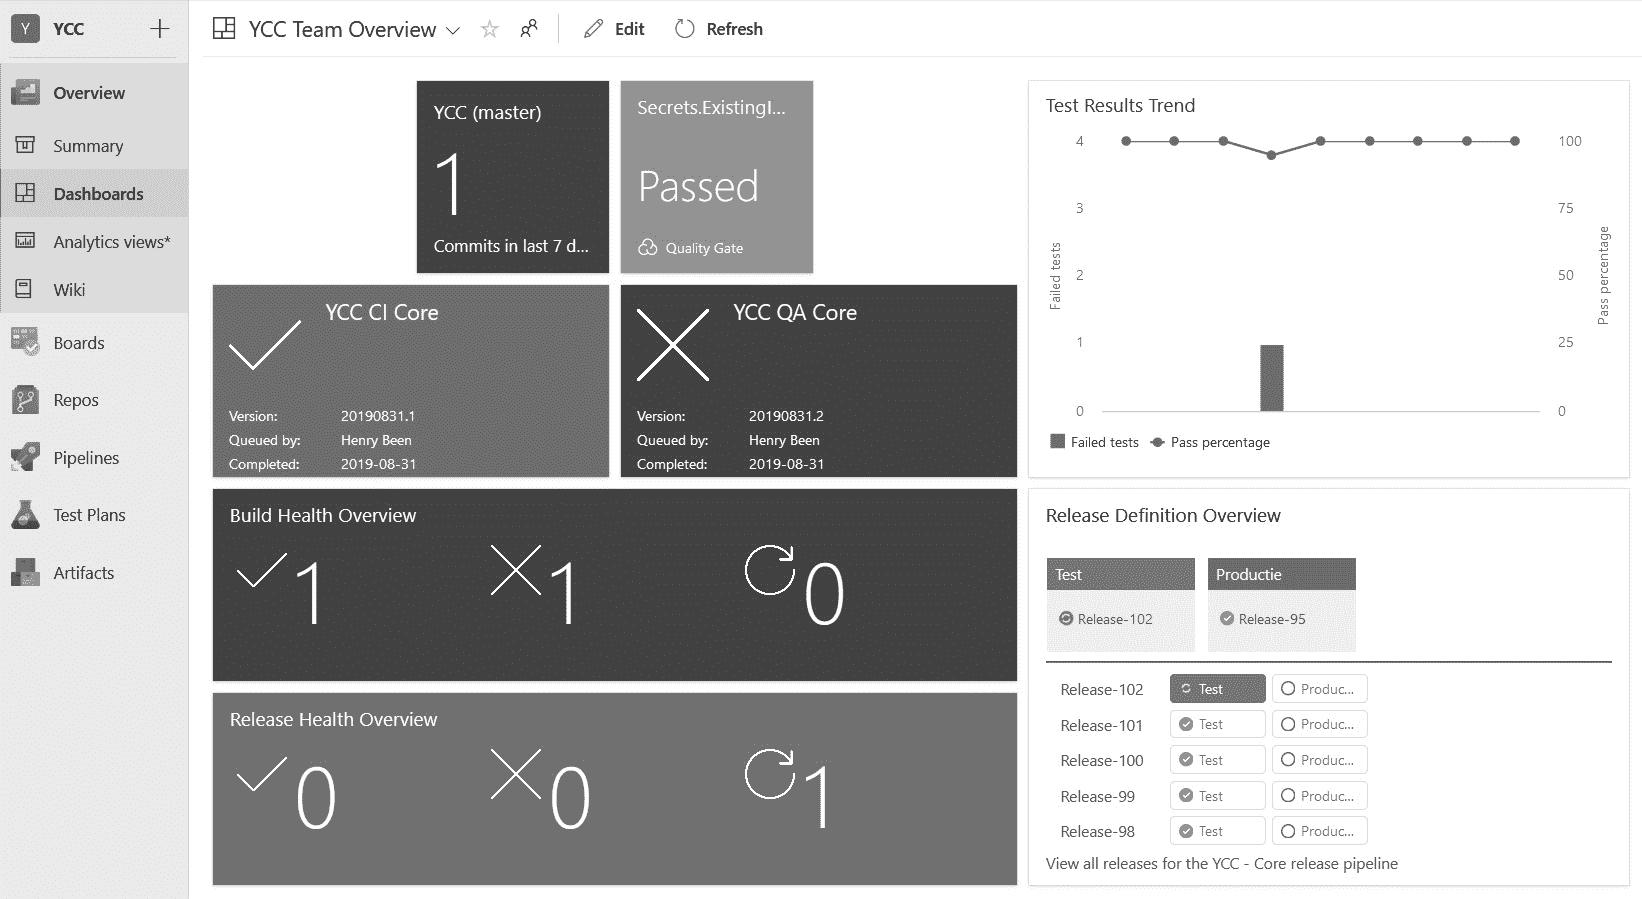 Y YCC
Overview
Summary
Dashboards
Analytics views*
Wiki
Boards
Repos
Pipelines
Test Plans
Artifacts
YCC Team Overview
Edit
Refresh
YCC (master)
1
Commits in last 7 d...
Secrets.ExistingI...
Passed
Quality Gate
YCC CI Core
Version: 20190831.1
Queued by: Henry Been
Completed: 2019-08-31
YCC QA Core
Version: 20190831.2
Queued by: Henry Been
Completed: 2019-08-31
Build Health Overview
1 1 0
Release Health Overview
0 0 1
Test Results Trend
4 100
3 75
2 50
1 25
0 0
Failed tests
Pass percentage
Failed tests Pass percentage
Release Definition Overview
Test Productie
Release-102 Release-95
Release-102 Test Produc...
Release-101 Test Produc...
Release-100 Test Produc...
Release-99 Test Produc...
Release-98 Test Produc...
View all releases for the YCC - Core release pipeline